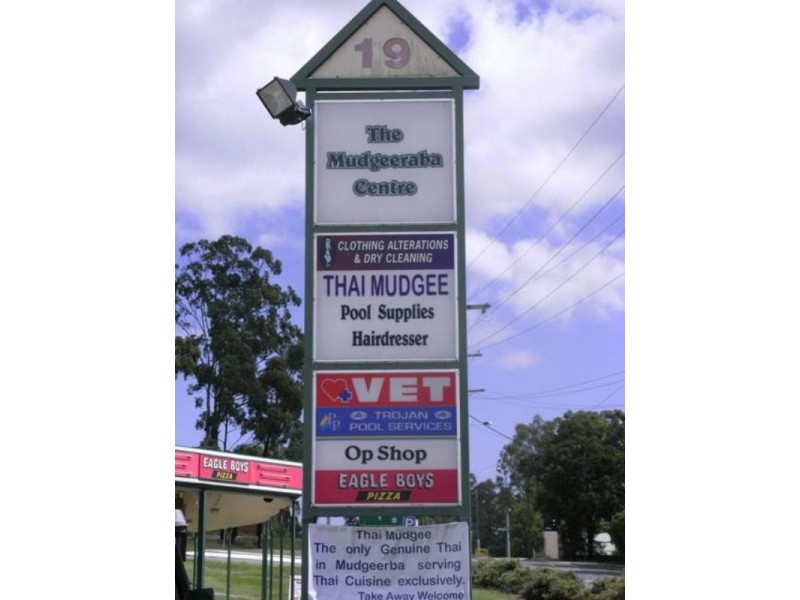 19
The
Mudgeeraba
Centre
CLOTHING ALTERATIONS
& DRY CLEANING
THAI MUDGEE
Pool Supplies
Hairdresser
VET
TROJAN
POOL SERVICES
Op Shop
EAGLE BOYS
PIZZA
EAGLE BOYS
PIZZA
Thai Mudgee
The only Genuine Thai
in Mudgeerba serving
Thai Cuisine exclusively.
Take Away Welcome